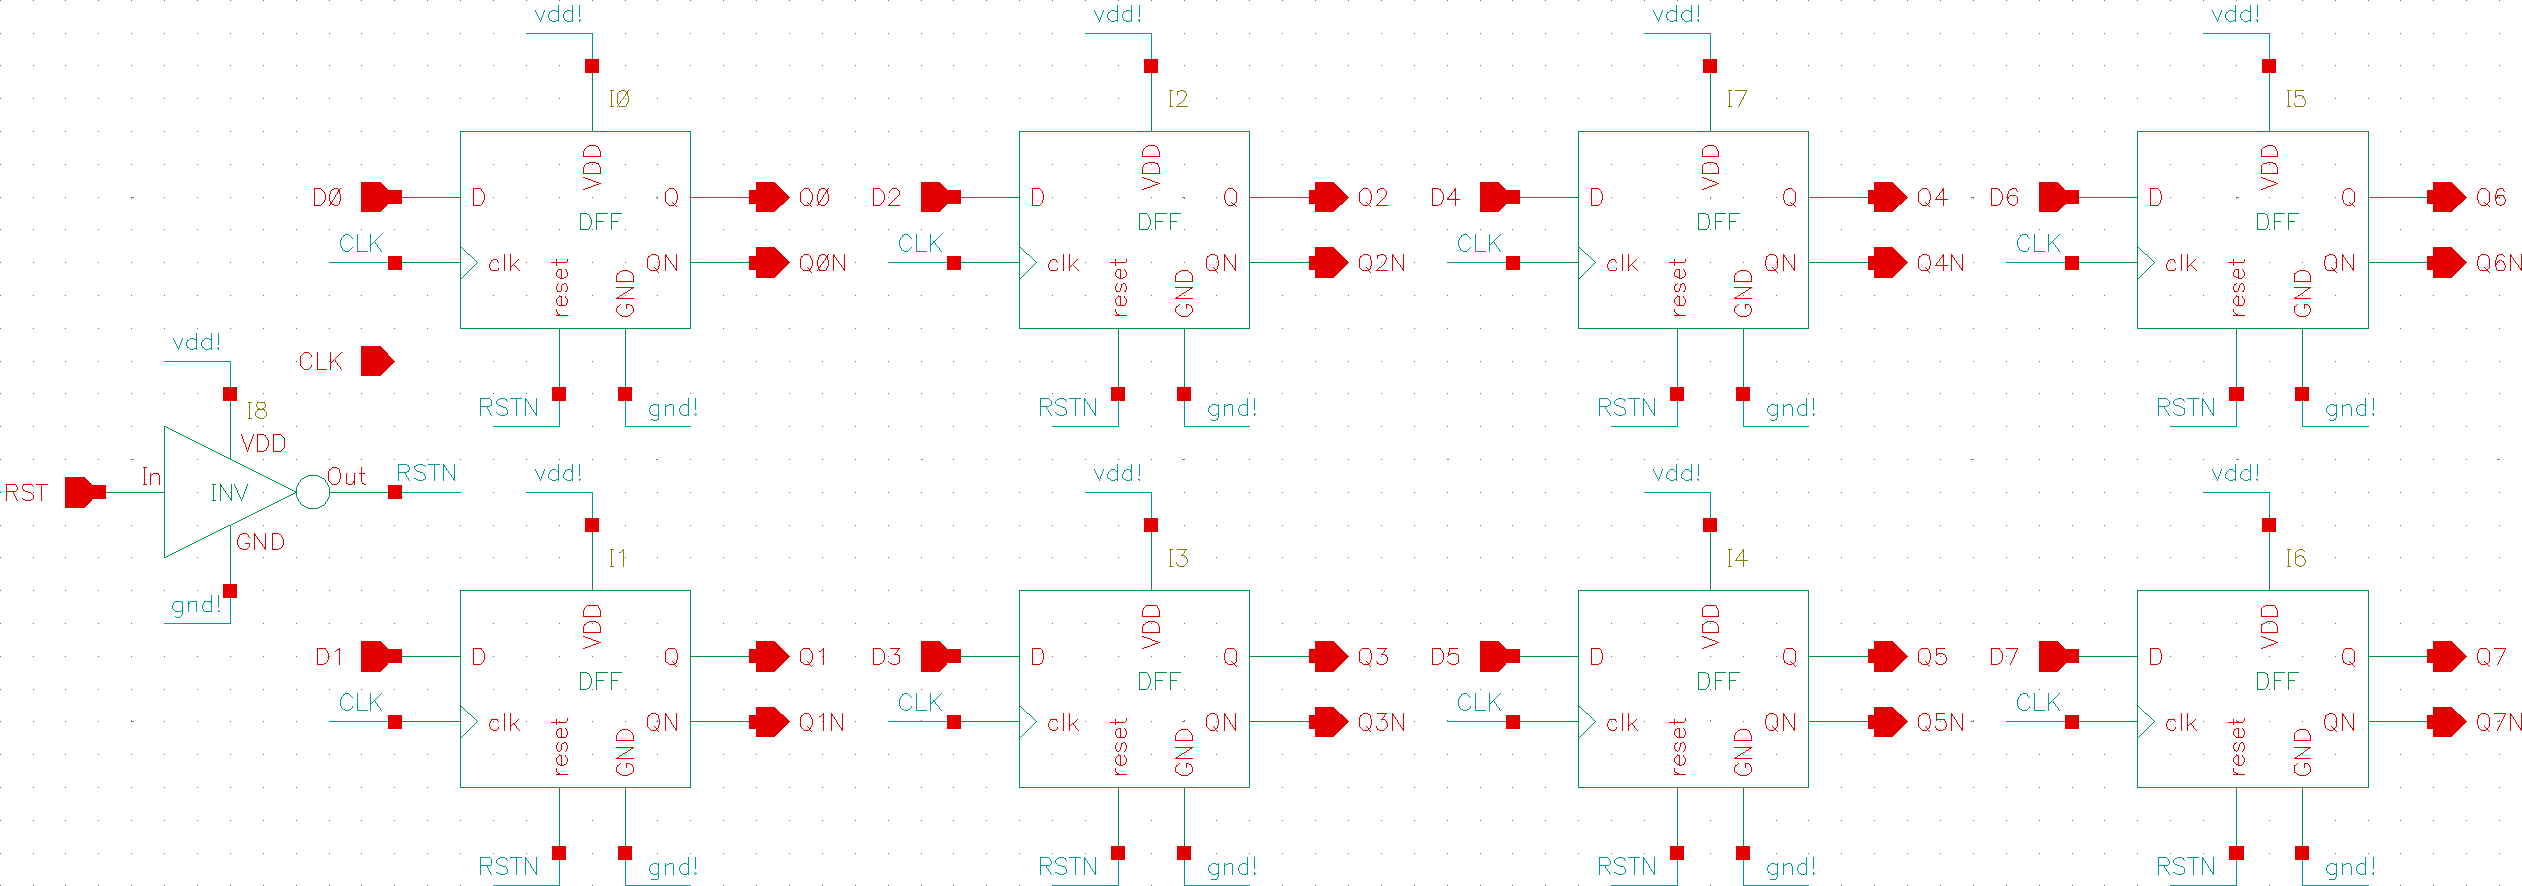 vdd! vdd! vdd! vdd!
I0 I2 I7 I5
VDD VDD VDD VDD
D0 D Q Q0 D2 D Q Q2 D4 D Q Q4 D6 D Q Q6
DFF DFF DFF DFF
CLK CLK CLK CLK
clk QN Q0N clk QN Q2N clk QN Q4N clk QN Q6N
reset GND reset GND reset GND reset GND
vdd!
CLK
RSTN gnd! RSTN gnd! RSTN gnd! RSTN gnd!
I8
VDD
In Out RSTN vdd! vdd! vdd! vdd!
RST INV
GND
I1 I3 I4 I6
gnd!
VDD VDD VDD VDD
D1 D Q Q1 D3 D Q Q3 D5 D Q Q5 D7 D Q Q7
DFF DFF DFF DFF
CLK CLK CLK CLK
clk QN Q1N clk QN Q3N clk QN Q5N clk QN Q7N
reset GND reset GND reset GND reset GND
RSTN gnd! RSTN gnd! RSTN gnd! RSTN gnd!